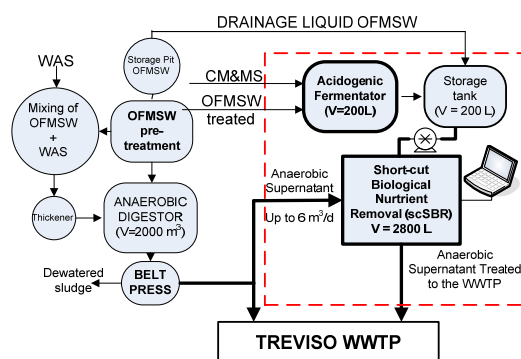 DRAINAGE LIQUID OFMSW
WAS
Storage Pit
OFMSW
Mixing of
OFMSW
+
WAS
CM&MS
OFMSW
treated
OFMSW
pre-
treatment
Acidogenic
Fermentator
(V=200L)
Storage
tank
(V = 200 L)
Thickener
ANAEROBIC
DIGESTOR
(V=2000 m³)
Anaerobic
Supernatant
Up to 6 m³/d
Short-cut
Biological
Nurtrient
Removal (scSBR)
V = 2800 L
Dewatered
sludge
BELT
PRESS
Anaerobic
Supernatant Treated
to the WWTP
TREVISO WWTP